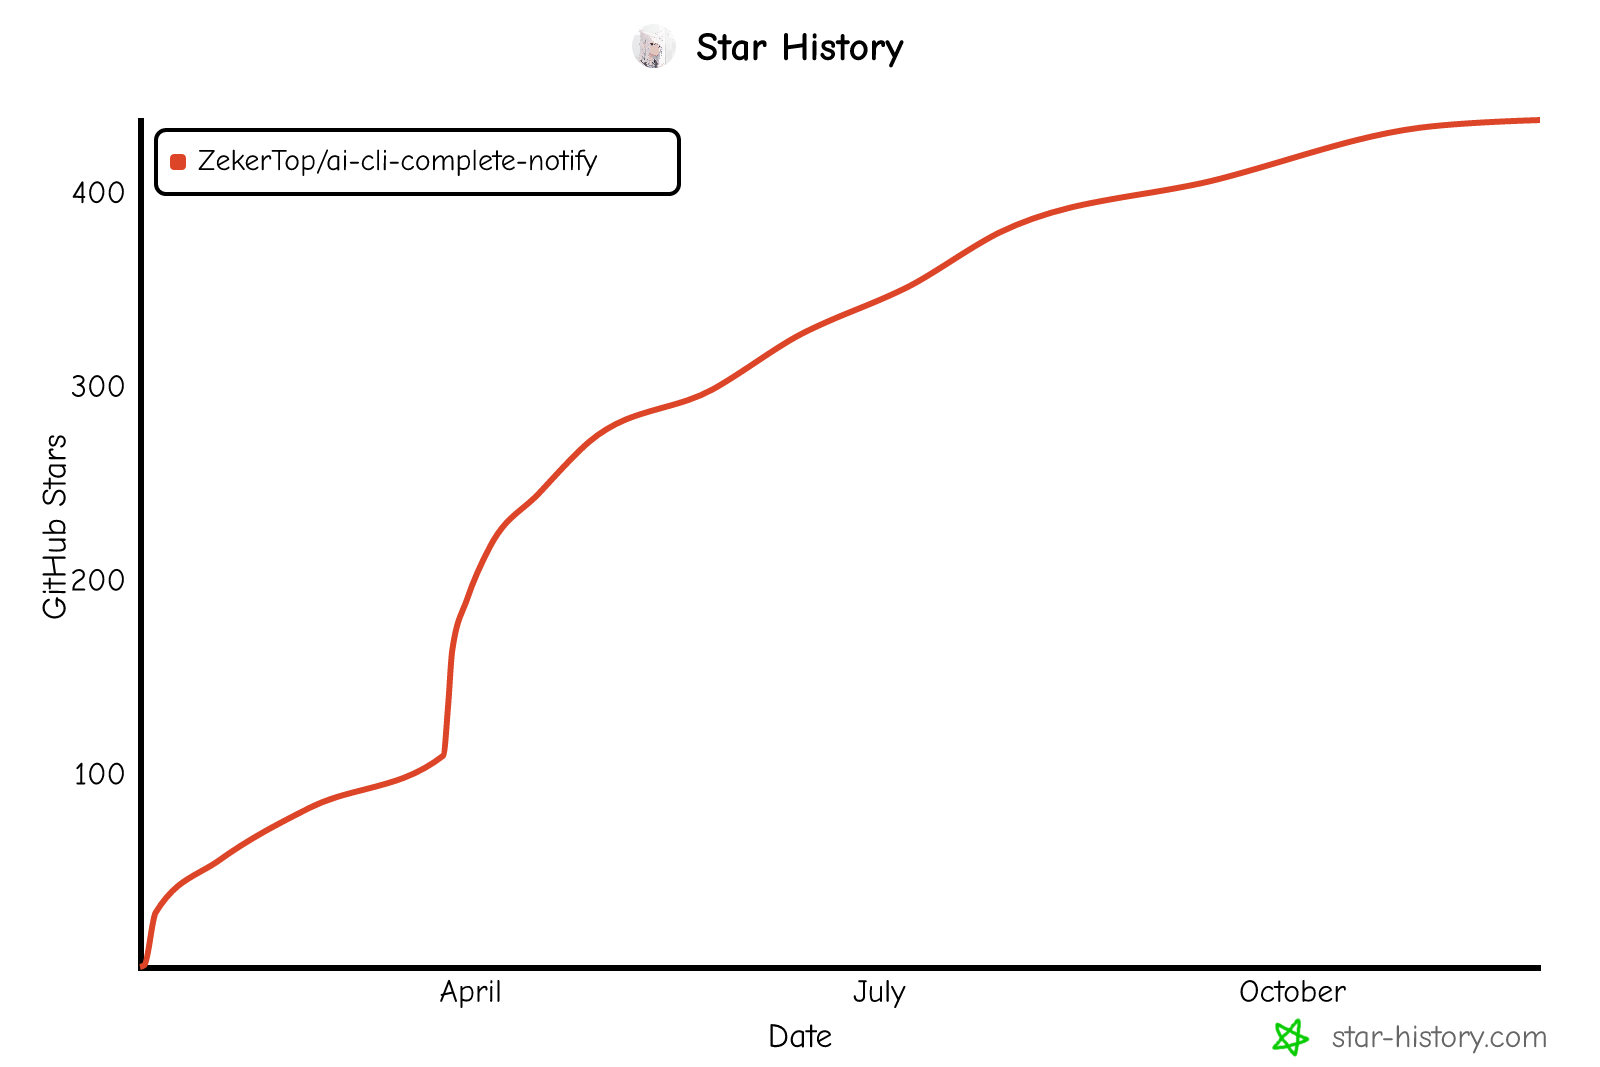 Star History
ZekerTop/ai-cli-complete-notify
400
300
200
100
GitHub Stars
April
July
October
Date
star-history.com